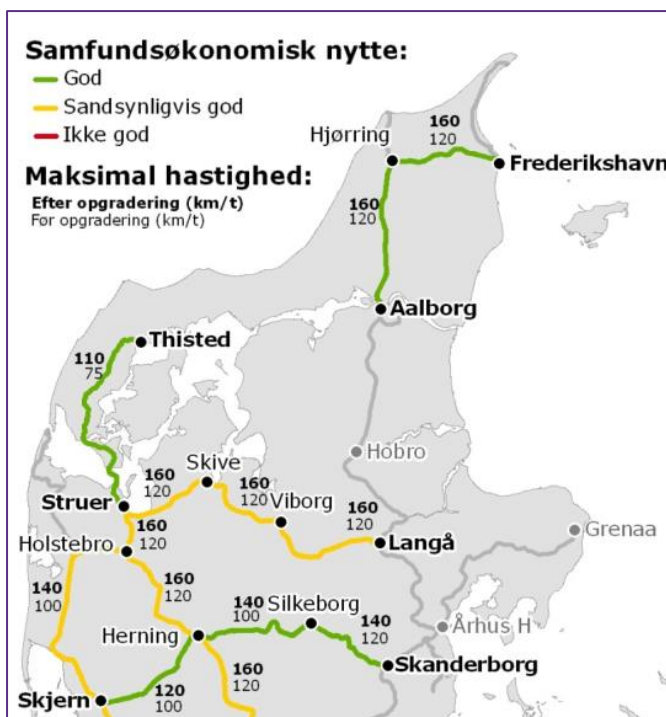 Samfundsøkonomisk nytte:
God
Sandsynligvis god
Ikke god
Maksimal hastighed:
Efter opgradering (km/t)
Før opgradering (km/t)
160
120
Hjørring
Frederikshavn
160
120
Aalborg
Thisted
110
75
Hobro
Skive
160
120
160
120
Viborg
160
120
Struer
Grenaa
Langå
Holstebro
160
120
140
100
160
120
140
100
Silkeborg
140
120
Århus H
Herning
Skanderborg
160
120
120
100
Skjern